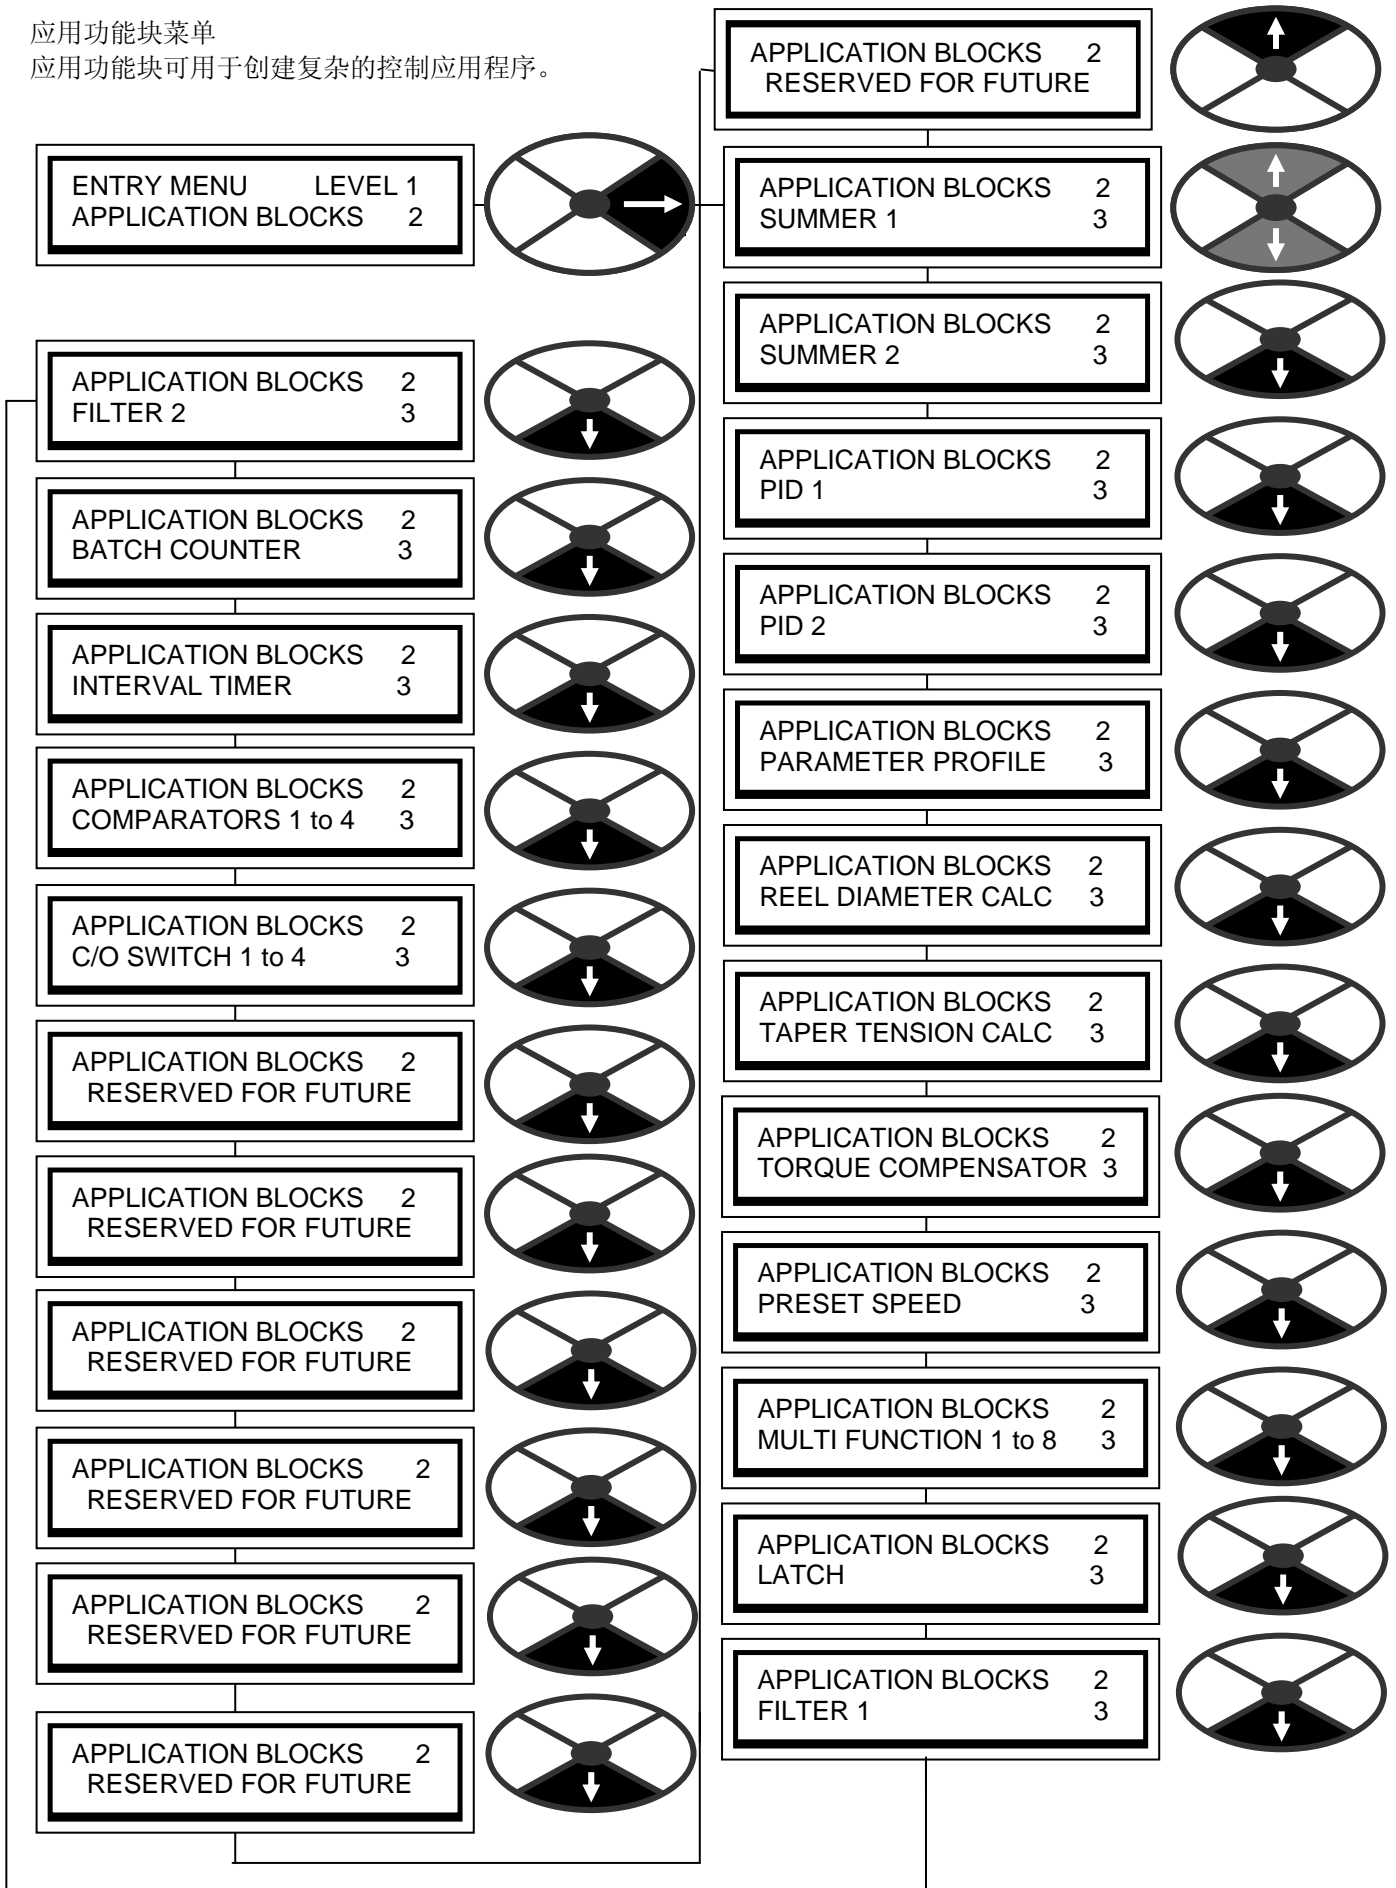 应用功能块菜单
应用功能块可用于创建复杂的控制应用程序。
ENTRY MENU LEVEL 1
APPLICATION BLOCKS 2
APPLICATION BLOCKS 2
RESERVED FOR FUTURE
APPLICATION BLOCKS 2
SUMMER 1 3
APPLICATION BLOCKS 2
SUMMER 2 3
APPLICATION BLOCKS 2
PID 1 3
APPLICATION BLOCKS 2
PID 2 3
APPLICATION BLOCKS 2
PARAMETER PROFILE 3
APPLICATION BLOCKS 2
REEL DIAMETER CALC 3
APPLICATION BLOCKS 2
TAPER TENSION CALC 3
APPLICATION BLOCKS 2
TORQUE COMPENSATOR 3
APPLICATION BLOCKS 2
PRESET SPEED 3
APPLICATION BLOCKS 2
MULTI FUNCTION 1 to 8 3
APPLICATION BLOCKS 2
LATCH 3
APPLICATION BLOCKS 2
FILTER 1 3
APPLICATION BLOCKS 2
FILTER 2 3
APPLICATION BLOCKS 2
BATCH COUNTER 3
APPLICATION BLOCKS 2
INTERVAL TIMER 3
APPLICATION BLOCKS 2
COMPARATORS 1 to 4 3
APPLICATION BLOCKS 2
C/O SWITCH 1 to 4 3
APPLICATION BLOCKS 2
RESERVED FOR FUTURE
APPLICATION BLOCKS 2
RESERVED FOR FUTURE
APPLICATION BLOCKS 2
RESERVED FOR FUTURE
APPLICATION BLOCKS 2
RESERVED FOR FUTURE
APPLICATION BLOCKS 2
RESERVED FOR FUTURE
APPLICATION BLOCKS 2
RESERVED FOR FUTURE